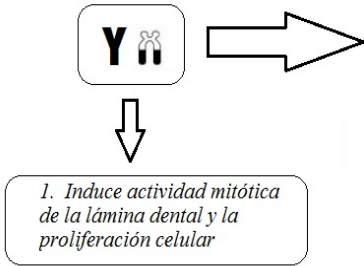 Y
1. Induce actividad mitótica
de la lámina dental y la
proliferación celular